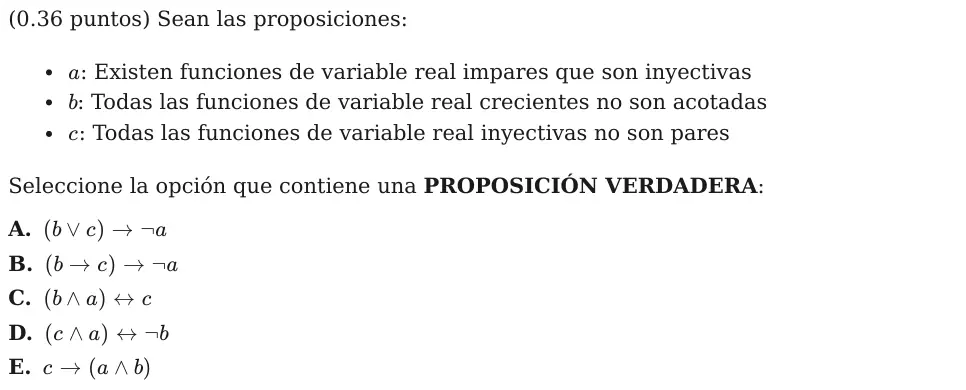 (0.36 puntos) Sean las proposiciones:
• a: Existen funciones de variable real impares que son inyectivas
• b: Todas las funciones de variable real crecientes no son acotadas
• c: Todas las funciones de variable real inyectivas no son pares
Seleccione la opción que contiene una PROPOSICIÓN VERDADERA:
A. (b ∨ c) → ¬a
B. (b → c) → ¬a
C. (b ∧ a) ↔ c
D. (c ∧ a) ↔ ¬b
E. c → (a ∧ b)